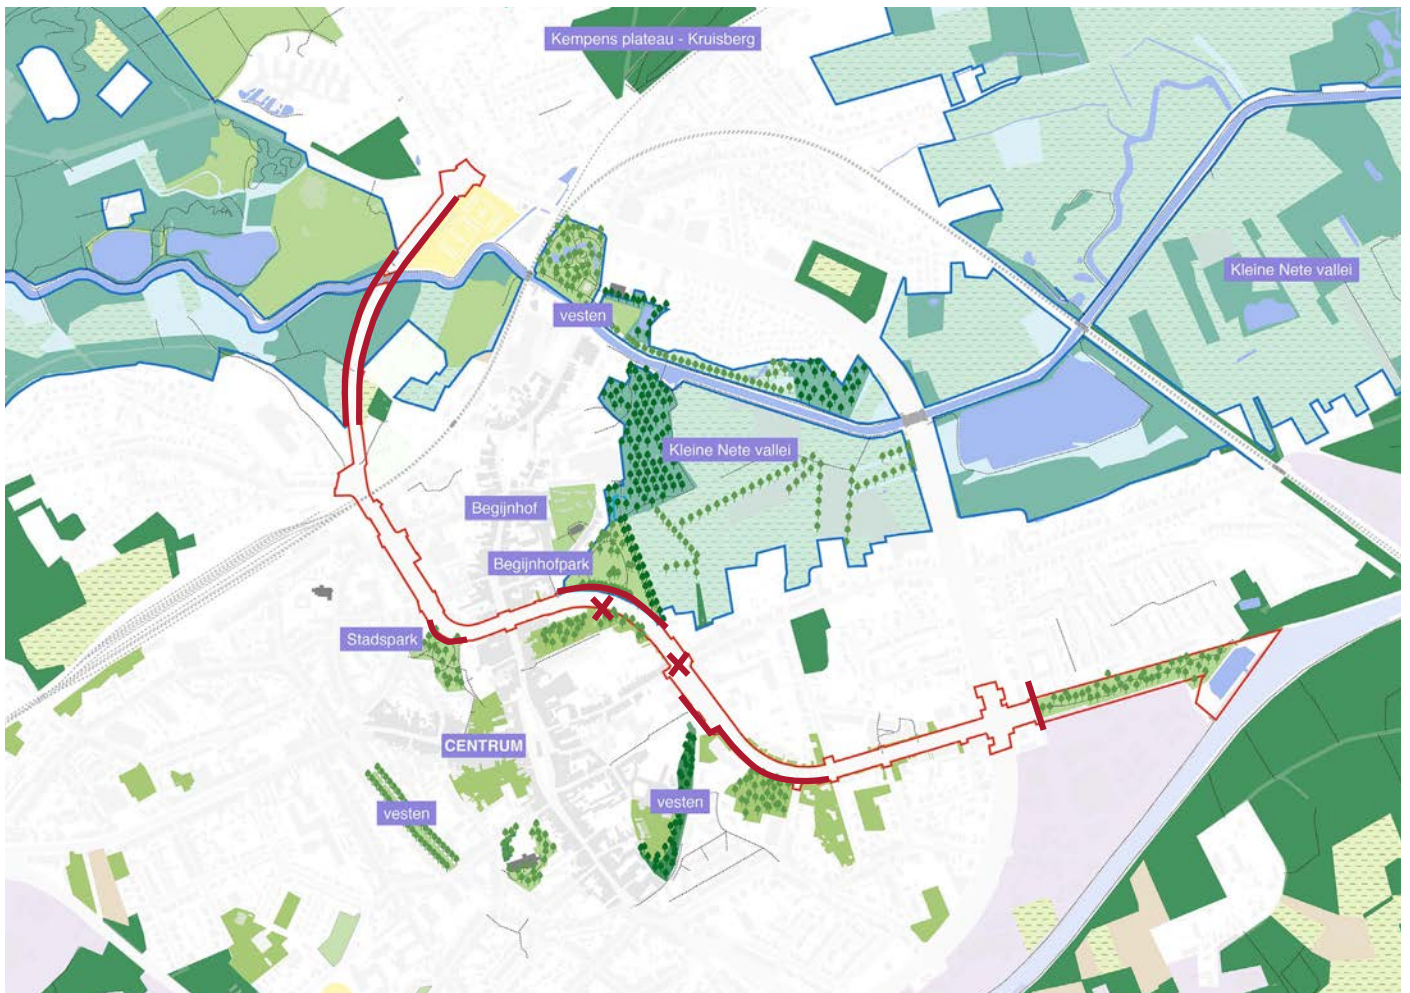 Kempens plateau - Kruisberg
Kleine Nete vallei
vesten
Kleine Nete vallei
Begijnhof
Begijnhofpark
Stadspark
CENTRUM
vesten
vesten